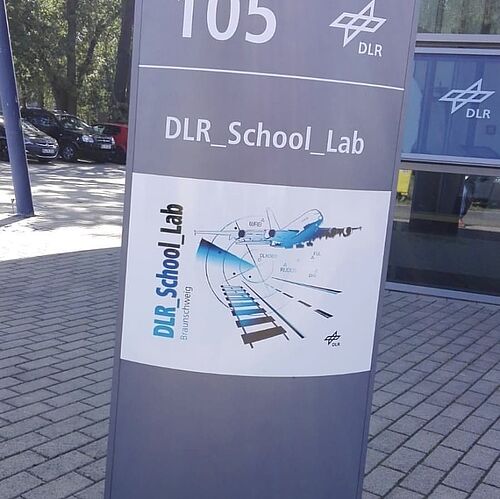 105
DLR
DLR
DLR_School_Lab
DLR_School_Lab
Braunschweig
DLR